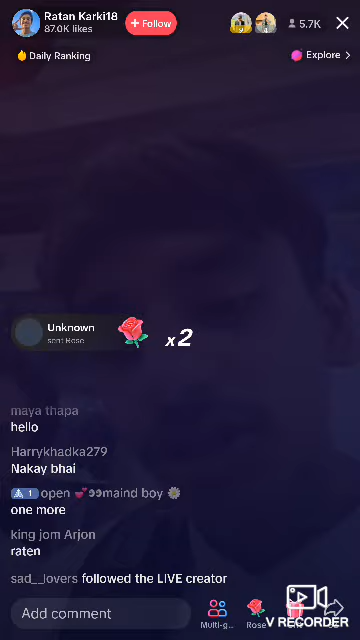 Ratan Karki18
87.0K likes
+ Follow
5.7K
Daily Ranking
Explore >
Unknown
sent Rose
x2
maya thapa
hello
Harrykhadka279
Nakay bhai
1 open 💕👀maind boy 🌼
one more
king jom Arjon
raten
sad__lovers followed the LIVE creator
Add comment
Multi-g...
Rose
V RECORDER